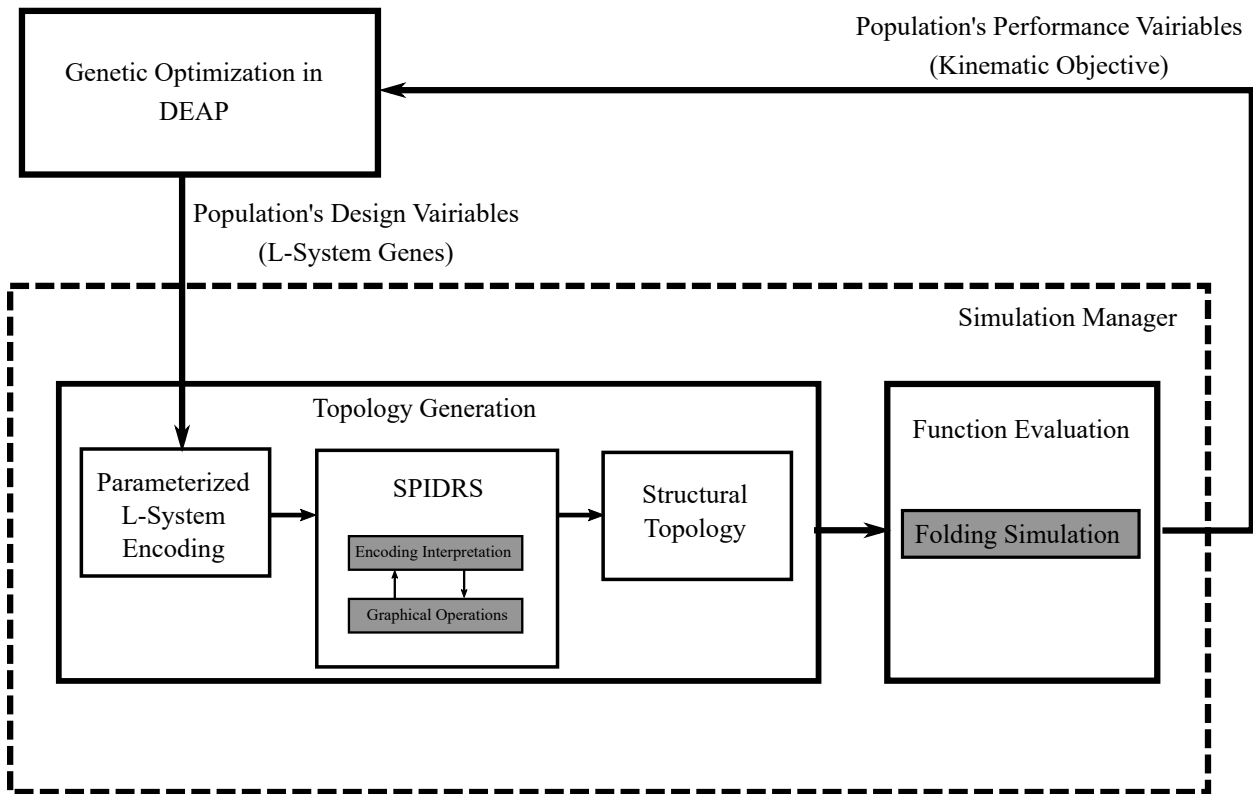 Population's Performance Vairiables
(Kinematic Objective)
Genetic Optimization in
DEAP
Population's Design Vairiables
(L-System Genes)
Simulation Manager
Topology Generation
Parameterized
L-System
Encoding
SPIDRS
Encoding Interpretation
Graphical Operations
Structural
Topology
Function Evaluation
Folding Simulation